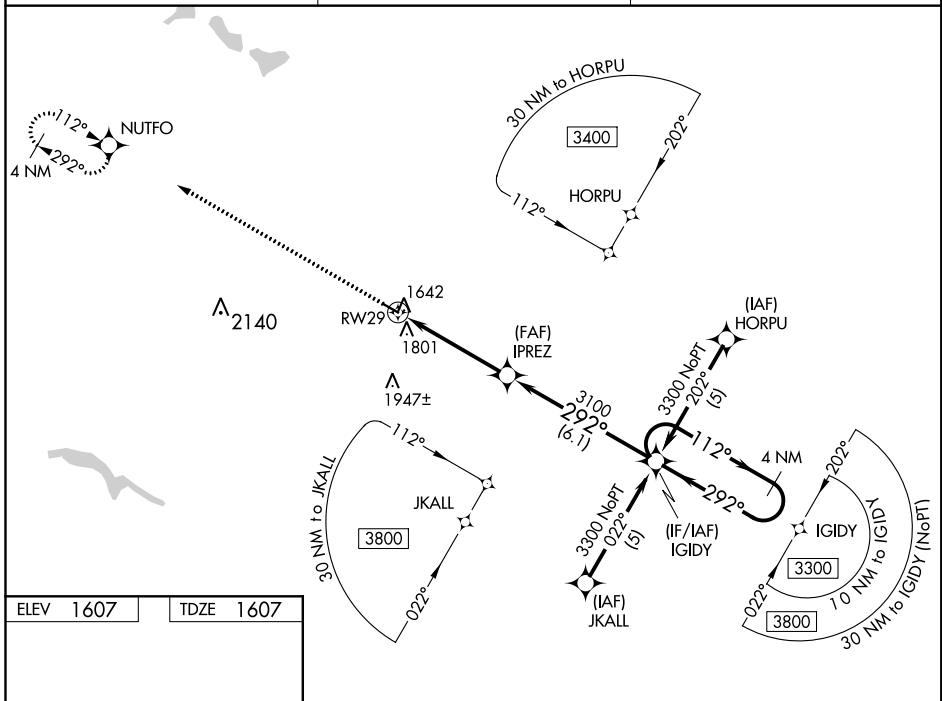 30 NM to HORPU
3400
202°
HORPU
112°
112°
NUTFO
292°
4 NM
2140
1642
RW29
1801
1947±
(FAF)
IPREZ
(IAF)
HORPU
3300 NoPT
202°
(5)
3100
292°
(6.1)
112°
4 NM
292°
(IF/IAF)
IGIDY
3300 NoPT
022°
(5)
(IAF)
JKALL
30 NM to JKALL
112°
JKALL
3800
022°
202°
IGIDY
3300
10 NM to IGIDY
022°
3800
30 NM to IGIDY (NoPT)
ELEV 1607
TDZE 1607